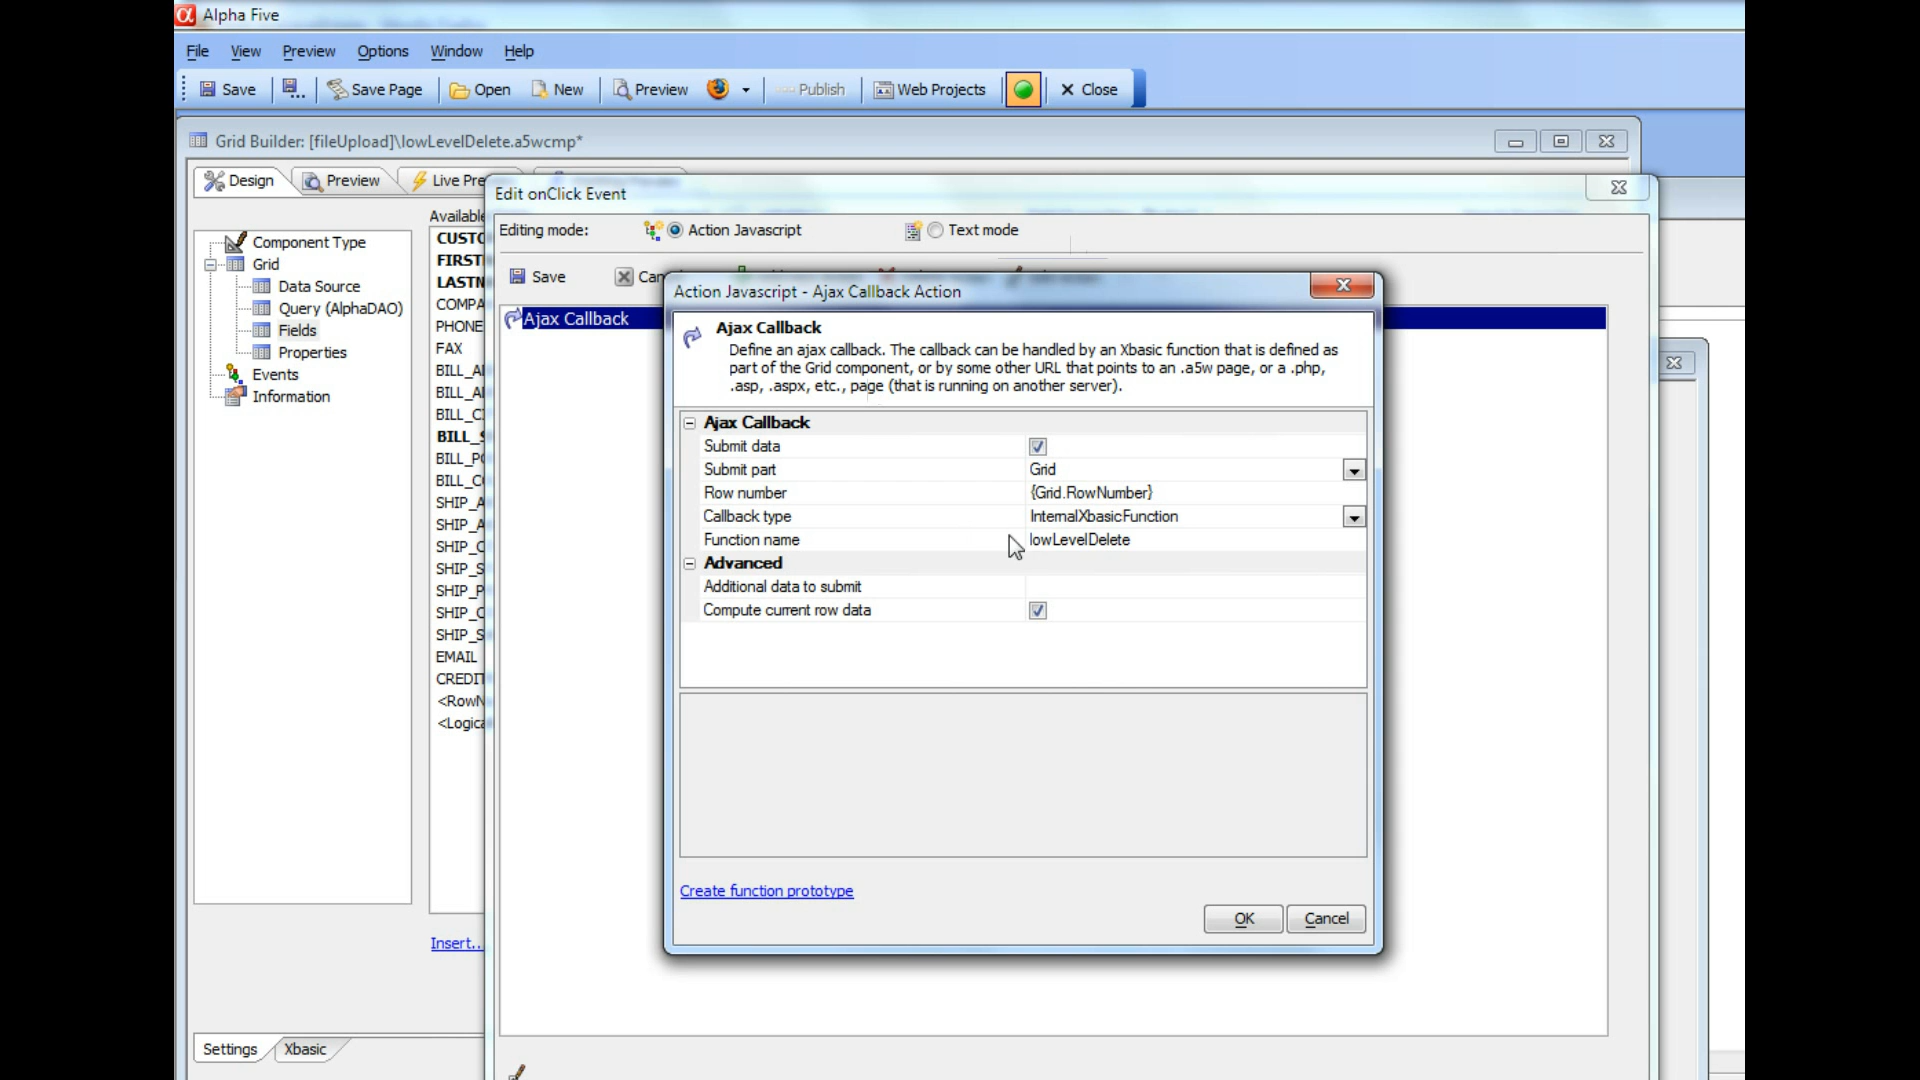 Alpha Five
File View Preview Options Window Help
Save Save Page Open New Preview Publish Web Projects Close
Grid Builder: [fileUpload]\lowLevelDelete.a5wcmp*
Design Preview Live Pre
Edit onClick Event
Editing mode: Action Javascript Text mode
Save Canc
Component Type
Grid
Data Source
Query (AlphaDAO)
Fields
Properties
Events
Information
Available
CUSTO
FIRST
LASTN
COMPA
PHONE
FAX
BILL_A
BILL_A
BILL_CI
BILL_S
BILL_PO
BILL_CO
SHIP_A
SHIP_A
SHIP_C
SHIP_S
SHIP_P
SHIP_C
SHIP_S
EMAIL
CREDIT
<RowN
<Logica
Insert...
Ajax Callback
Action Javascript - Ajax Callback Action
Ajax Callback
Define an ajax callback. The callback can be handled by an Xbasic function that is defined as
part of the Grid component, or by some other URL that points to an .a5w page, or a .php,
.asp, .aspx, etc., page (that is running on another server).
Ajax Callback
Submit data
Submit part Grid
Row number {Grid.RowNumber}
Callback type InternalXbasicFunction
Function name lowLevelDelete
Advanced
Additional data to submit
Compute current row data
Create function prototype
OK Cancel
Settings Xbasic